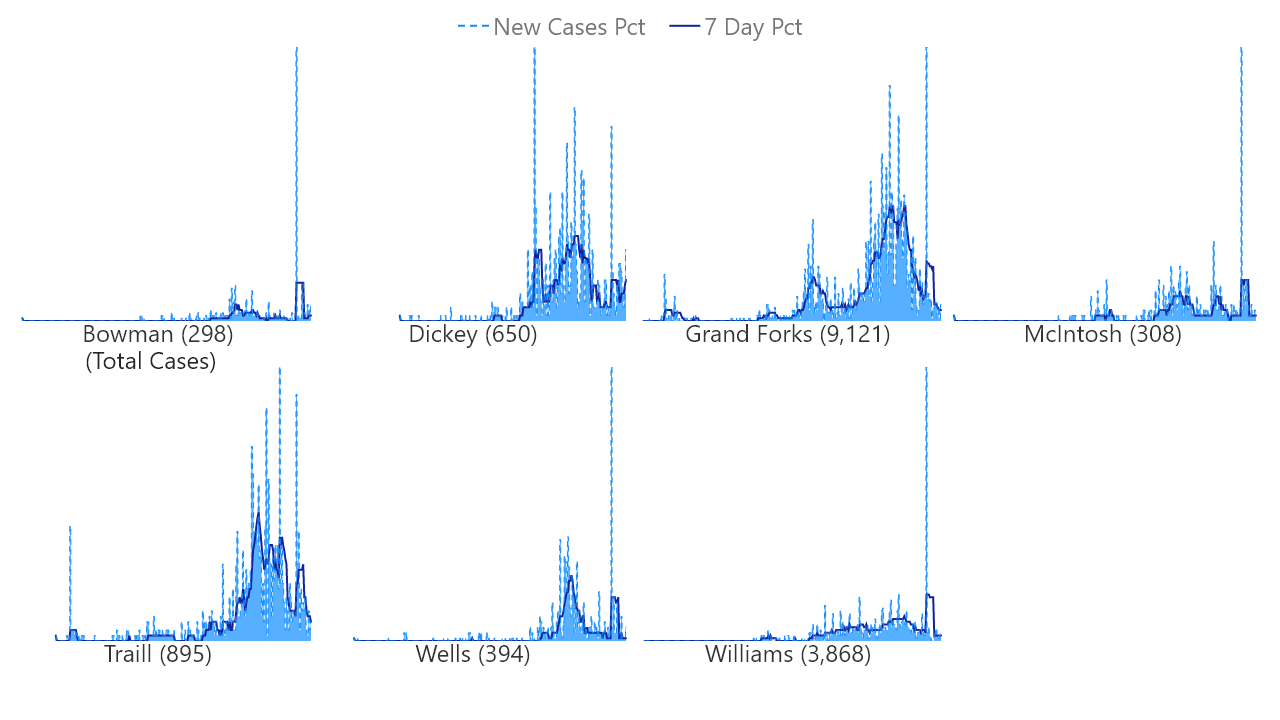 New Cases Pct 7 Day Pct
Bowman (298)
(Total Cases)
Dickey (650)
Grand Forks (9,121)
McIntosh (308)
Traill (895)
Wells (394)
Williams (3,868)